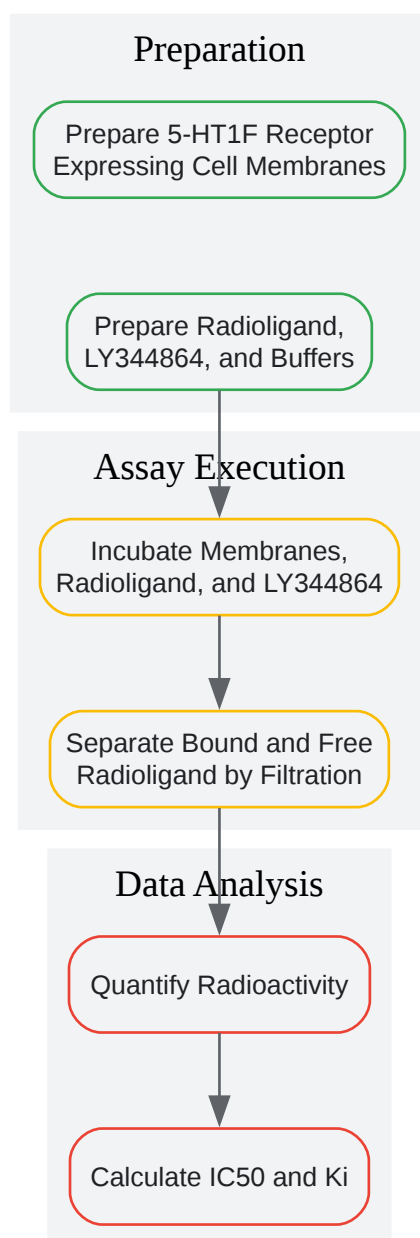 Preparation
Prepare 5-HT1F Receptor
Expressing Cell Membranes
Prepare Radioligand,
LY344864, and Buffers
Assay Execution
Incubate Membranes,
Radioligand, and LY344864
Separate Bound and Free
Radioligand by Filtration
Data Analysis
Quantify Radioactivity
Calculate IC50 and Ki